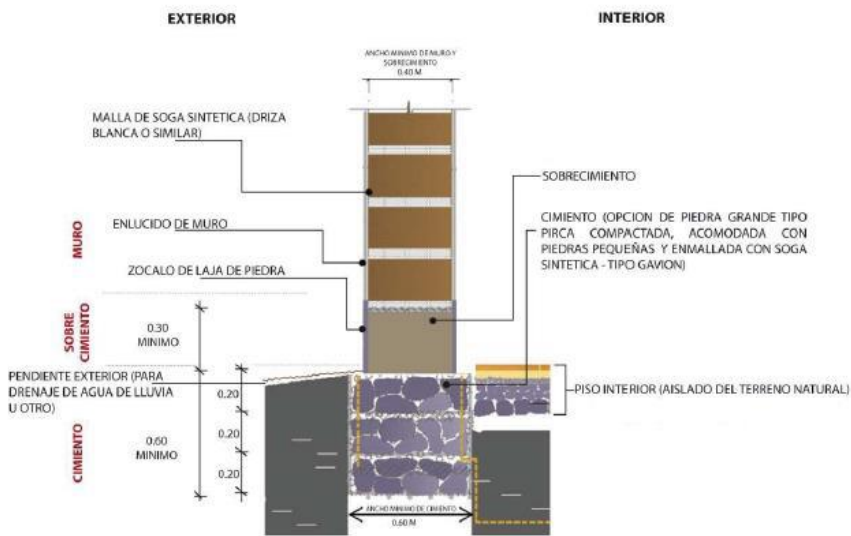 EXTERIOR
INTERIOR
ANCHO MINIMO DE MURO Y
SOBRECIMIENTO
0.40 M
MALLA DE SOGA SINTETICA (DRIZA
BLANCA O SIMILAR)
SOBRECIMIENTO
CIMIENTO (OPCION DE PIEDRA GRANDE TIPO
PIRCA COMPACTADA, ACOMODADA CON
PIEDRAS PEQUEÑAS Y ENMALLADA CON SOGA
SINTETICA - TIPO GAVION)
MURO
ENLUCIDO DE MURO
ZOCALO DE LAJA DE PIEDRA
SOBRE
CIMIENTO
0.30
MINIMO
PENDIENTE EXTERIOR (PARA
DRENAJE DE AGUA DE LLUVIA
U OTRO)
PISO INTERIOR (AISLADO DEL TERRENO NATURAL)
CIMIENTO
0.60
MINIMO
0.20
0.20
0.20
ANCHO MINIMO DE CIMIENTO
0.60 M